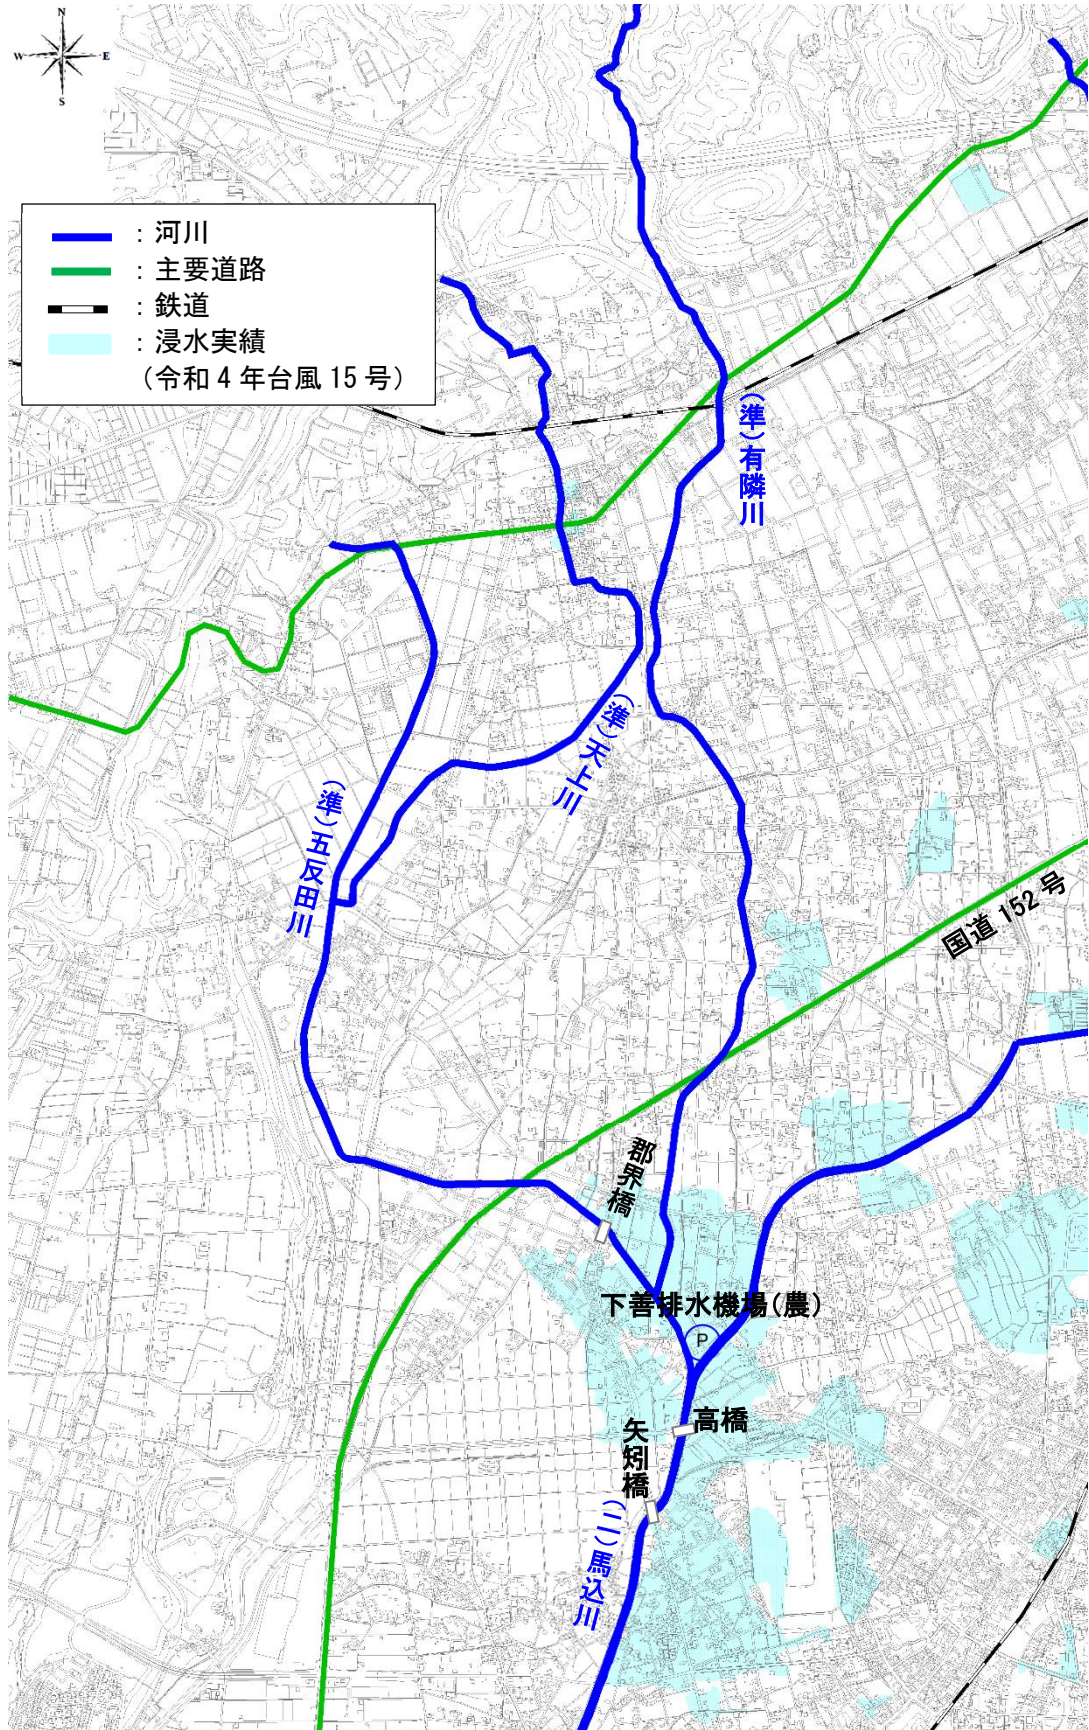 N
W E
S
：河川
：主要道路
：鉄道
：浸水実績
（令和4年台風15号）
（準）有隣川
（準）天上川
（準）五反田川
国道152号
郡界橋
下善排水機場（農）
P
高橋
矢矧橋
（二）馬込川